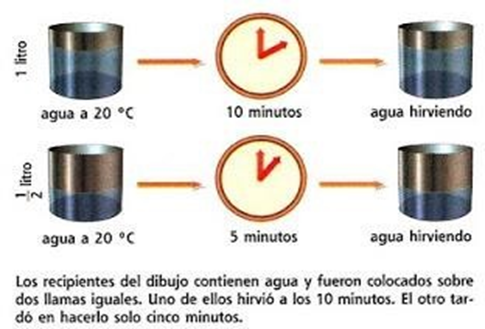 1 litro
agua a 20 °C
10 minutos
agua hirviendo
1/2 litro
agua a 20 °C
5 minutos
agua hirviendo
Los recipientes del dibujo contienen agua y fueron colocados sobre
dos llamas iguales. Uno de ellos hirvió a los 10 minutos. El otro tar-
dó en hacerlo solo cinco minutos.